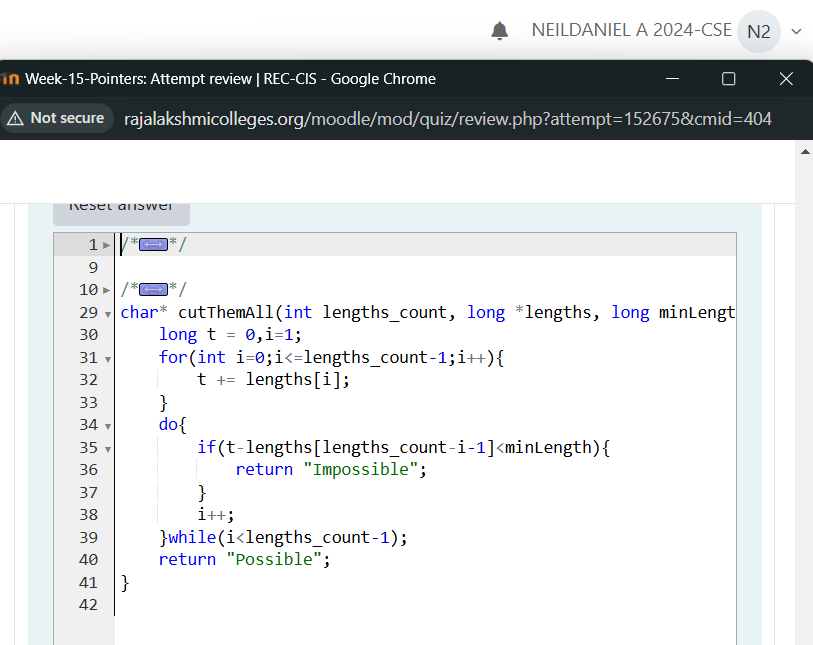 NEILDANIEL A 2024-CSE N2
in Week-15-Pointers: Attempt review | REC-CIS - Google Chrome
Not secure rajalakshmicolleges.org/moodle/mod/quiz/review.php?attempt=152675&cmid=404
Reset answer
1 /**/
9
10 /**/
29 char* cutThemAll(int lengths_count, long *lengths, long minLengt
30 long t = 0,i=1;
31 for(int i=0;i<=lengths_count-1;i++){
32 t += lengths[i];
33 }
34 do{
35 if(t-lengths[lengths_count-i-1]<minLength){
36 return "Impossible";
37 }
38 i++;
39 }while(i<lengths_count-1);
40 return "Possible";
41 }
42